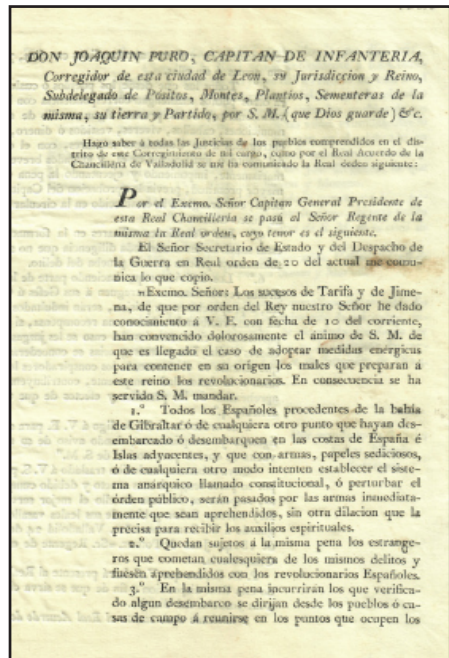 DON JOAQUIN PURO, CAPITAN DE INFANTERIA,
Corregidor de esta ciudad de Leon, su Jurisdiccion y Reino,
Subdelegado de Pósitos, Montes, Plantios, Sementeras de la
misma, su tierra y Partido, por S. M. (que Dios guarde) &c.
Hago saber á todas las Justicias de los pueblos comprendidos en el dis-
trito de este Corregimiento de mi cargo, como por el Real Acuerdo de la
Chancillería de Valladolid se me ha comunicado la Real órden siguiente:
Por el Excmo. Señor Capitan General Presidente de
esta Real Chancillería se pasa al Señor Regente de la
misma la Real orden, cuyo tenor es el siguiente.
El Señor Secretario de Estado y del Despacho de
la Guerra en Real orden de 20 del actual me comu-
nica lo que copio.
"Excmo. Señor: Los sucesos de Tarifa y de Jime-
na, de que por orden del Rey nuestro Señor he dado
conocimiento á V. E. con fecha de 10 del corriente,
han convencido dolorosamente el ánimo de S. M. de
que es llegado el caso de adoptar medidas enérgicas
para contener en su origen los males que preparan á
este reino los revolucionarios. En consecuencia se ha
servido S. M. mandar.
1.º Todos los Españoles procedentes de la bahía
de Gibraltar ó de cualquiera otro punto que hayan des-
embarcado ó desembarquen en las costas de España é
Islas adyacentes, y que con armas, papeles sediciosos,
ó de cualquiera otro modo intenten establecer el siste-
ma anárquico llamado constitucional, ó perturbar el
órden público, serán pasados por las armas inmediata-
mente que sean aprehendidos, sin otra dilacion que la
precisa para recibir los auxilios espirituales.
2.º Quedan sujetos á la misma pena los estrange-
ros que cometan cualesquiera de los mismos delitos y
fuesen aprehendidos con los revolucionarios Españoles.
3.º En la misma pena incurrirán los que verifica-
do algun desembarco se dirijan desde los pueblos ó ca-
sas de campo á reunirse en los puntos que ocupen los